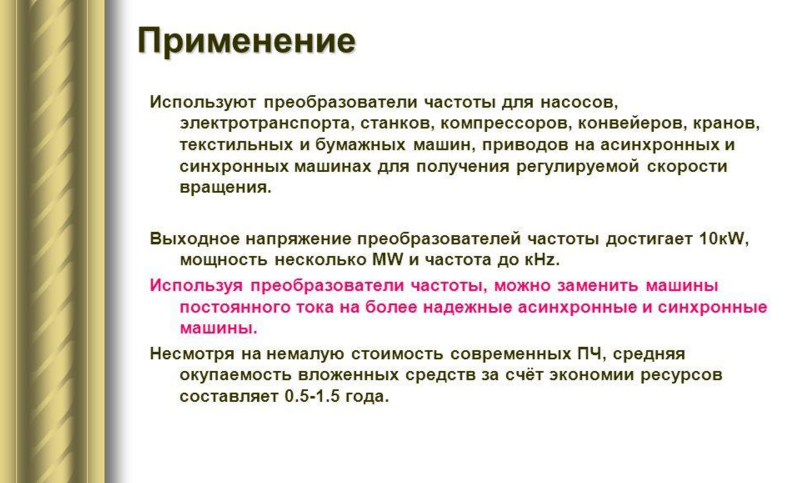 Применение
Используют преобразователи частоты для насосов,
электротранспорта, станков, компрессоров, конвейеров, кранов,
текстильных и бумажных машин, приводов на асинхронных и
синхронных машинах для получения регулируемой скорости
вращения.
Выходное напряжение преобразователей частоты достигает 10кW,
мощность несколько MW и частота до кHz.
Используя преобразователи частоты, можно заменить машины
постоянного тока на более надежные асинхронные и синхронные
машины.
Несмотря на немалую стоимость современных ПЧ, средняя
окупаемость вложенных средств за счёт экономии ресурсов
составляет 0.5-1.5 года.